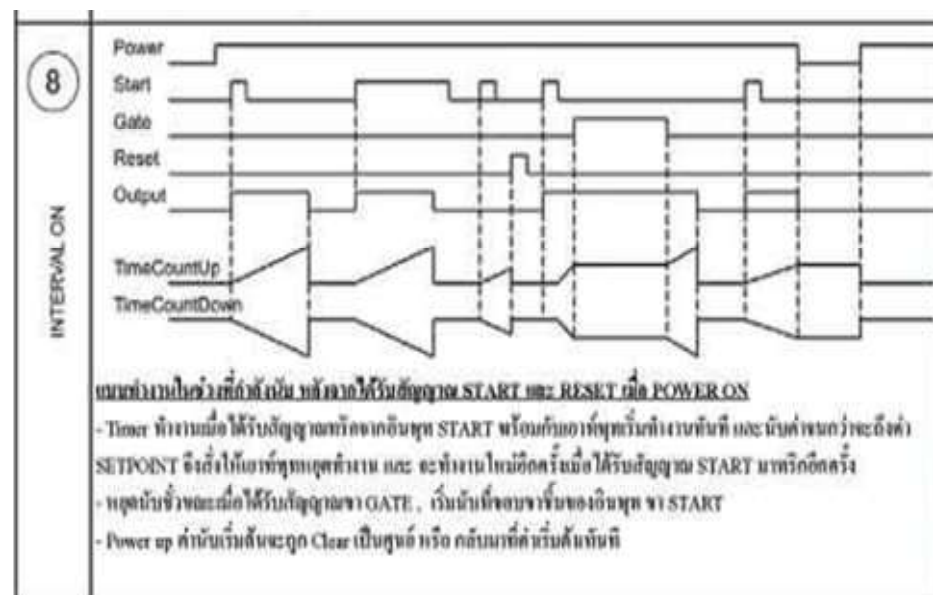 8
INTERVAL ON
Power
Start
Gate
Reset
Output
TimeCountUp
TimeCountDown
แบบทำงานในช่วงที่กำลังนับ หลังจากได้รับสัญญาณ START และ RESET เมื่อ POWER ON
- Timer ทำงานเมื่อได้รับสัญญาณทริคจากอินพุท START พร้อมกับเอาท์พุทเริ่มทำงานทันที และนับค่าจนกว่าจะถึงค่า
SETPOINT จึงสั่งให้เอาท์พุทหยุดทำงาน และ จะทำงานใหม่อีกครั้งเมื่อได้รับสัญญาณ START มาทริกอีกครั้ง
- หยุดนับชั่วขณะเมื่อได้รับสัญญาณขา GATE , เริ่มนับที่ขอบขาขึ้นของอินพุท ขา START
- Power up ค่านับเริ่มต้นจะถูก Clear เป็นศูนย์ หรือ กลับมาที่ค่าเริ่มต้นทันที